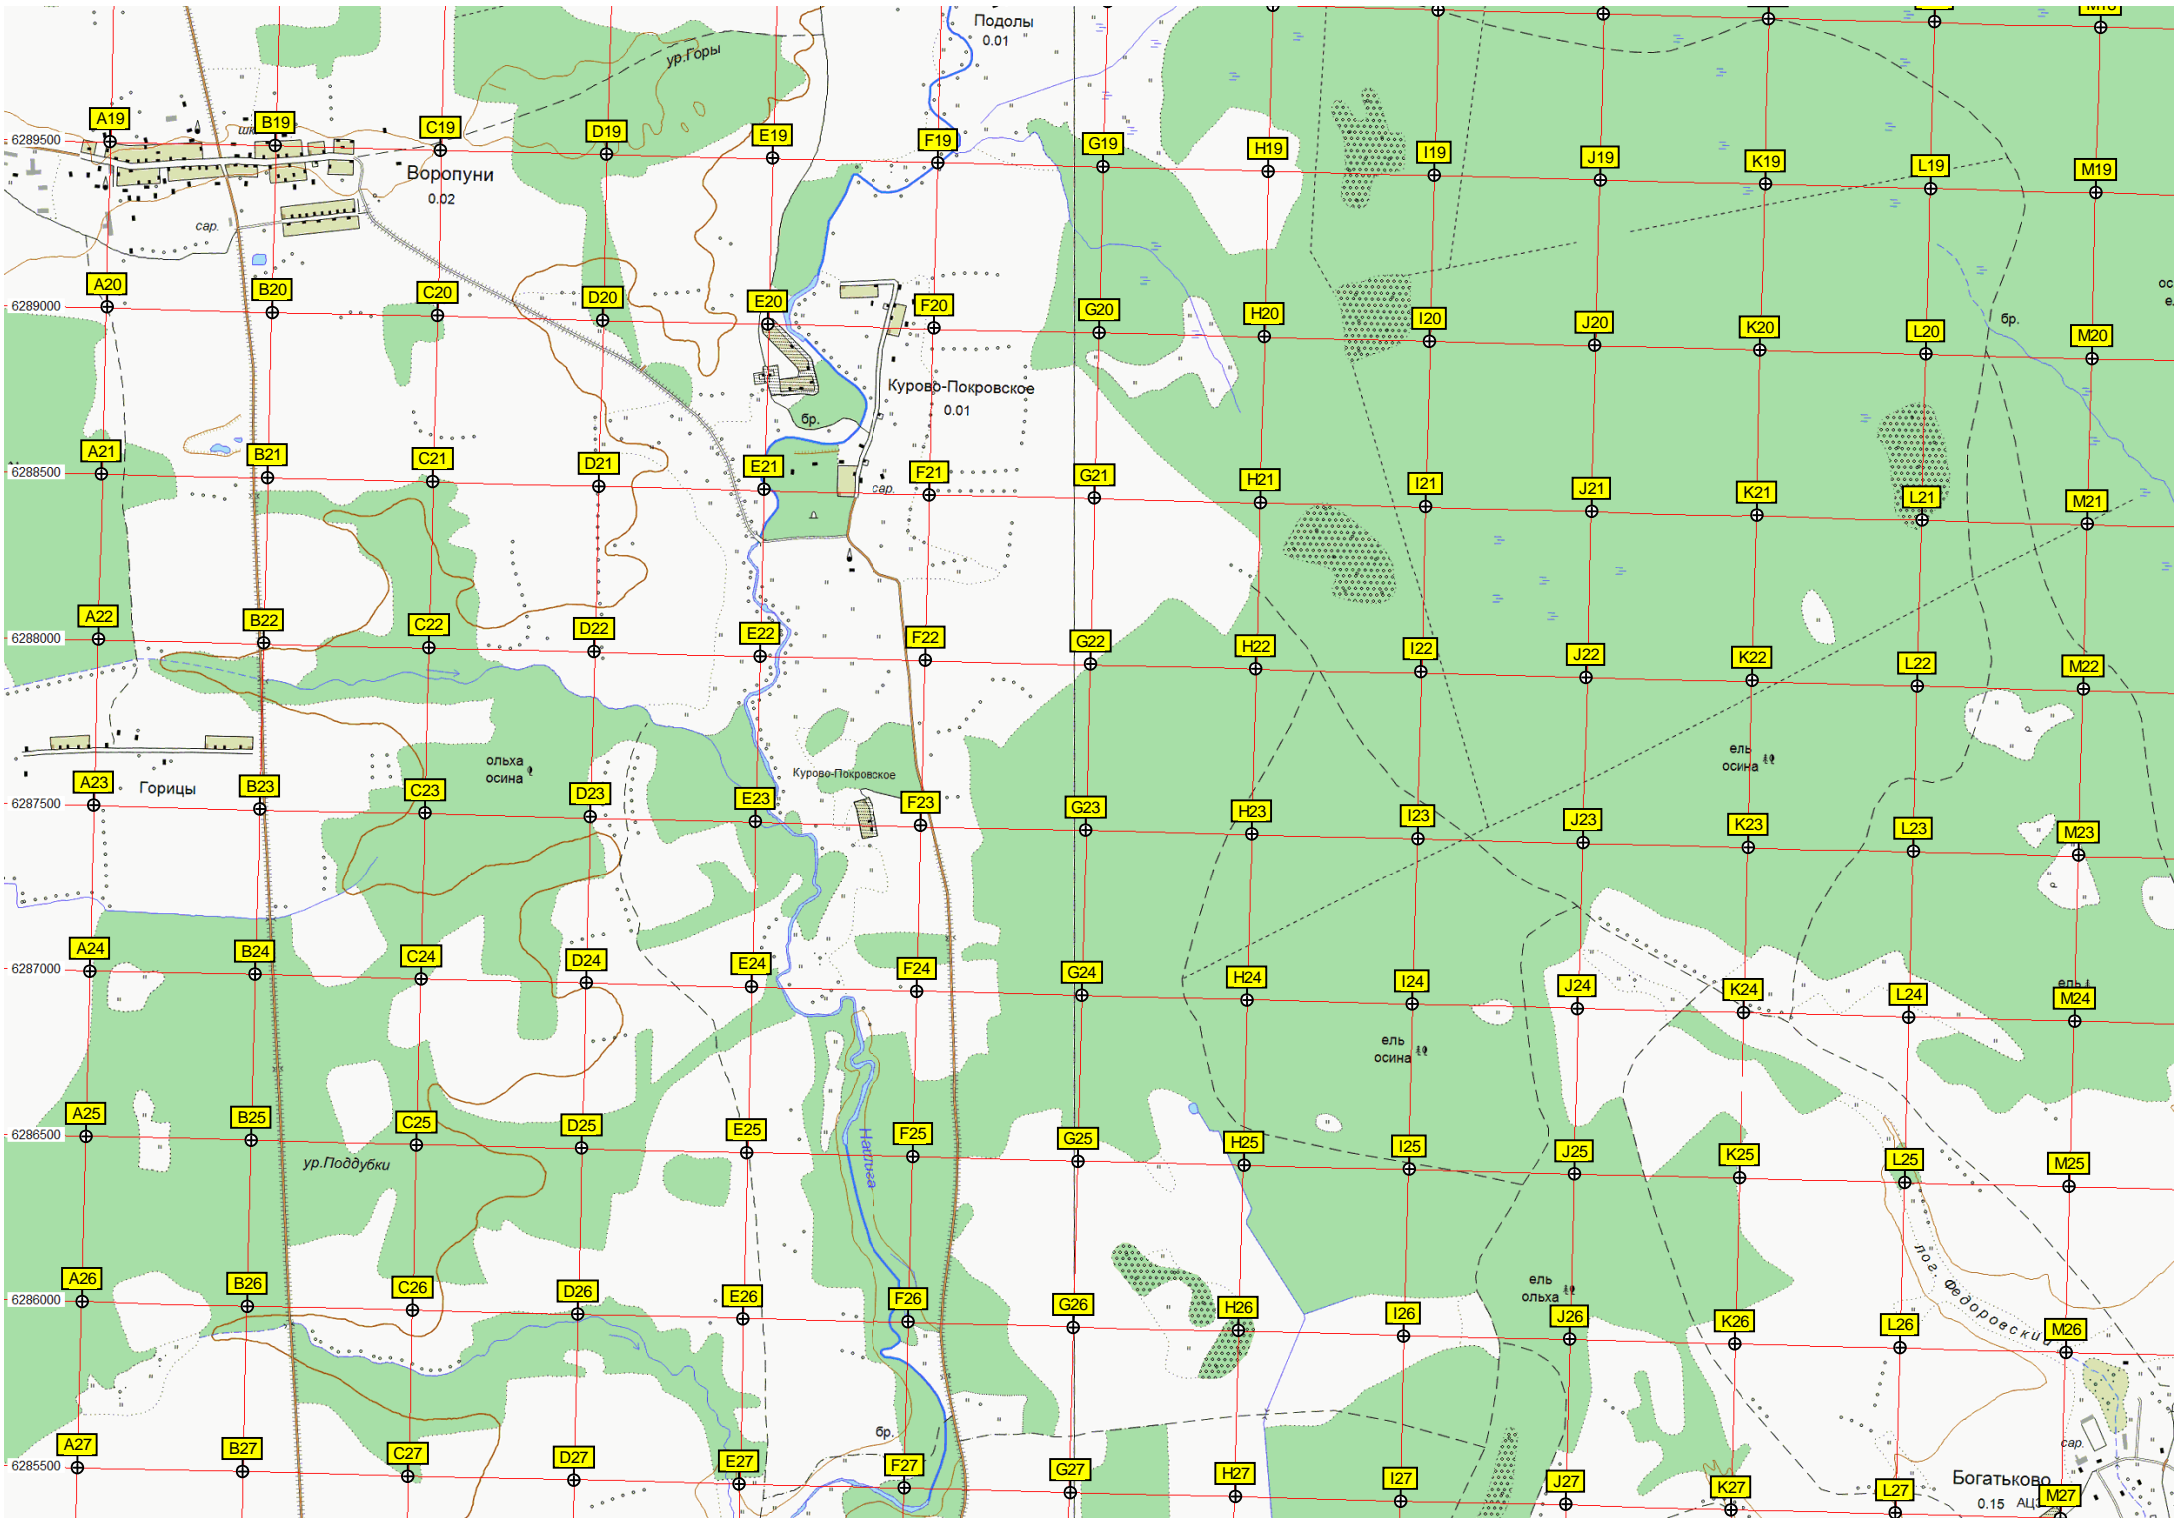 Подолы
0.01
ур.Горы
A19
B19
C19
D19
E19
F19
G19
H19
I19
J19
K19
L19
M19
6289500
Воропуни
0.02
сар.
A20
B20
C20
D20
E20
F20
G20
H20
I20
J20
K20
L20
M20
6289000
бр.
Курово-Покровское
0.01
бр.
A21
B21
C21
D21
E21
F21
G21
H21
I21
J21
K21
L21
M21
6288500
сар.
A22
B22
C22
D22
E22
F22
G22
H22
I22
J22
K22
L22
M22
6288000
ель
осина
ольха
осина
Курово-Покровское
Горицы
A23
B23
C23
D23
E23
F23
G23
H23
I23
J23
K23
L23
M23
6287500
A24
B24
C24
D24
E24
F24
G24
H24
I24
J24
K24
L24
M24
6287000
ель
ель
осина
A25
B25
C25
D25
E25
F25
G25
H25
I25
J25
K25
L25
M25
6286500
ур.Поддубки
ель
ольха
лог. Федоровский
A26
B26
C26
D26
E26
F26
G26
H26
I26
J26
K26
L26
M26
6286000
бр.
сар.
A27
B27
C27
D27
E27
F27
G27
H27
I27
J27
K27
L27
M27
6285500
Богатьково
0.15